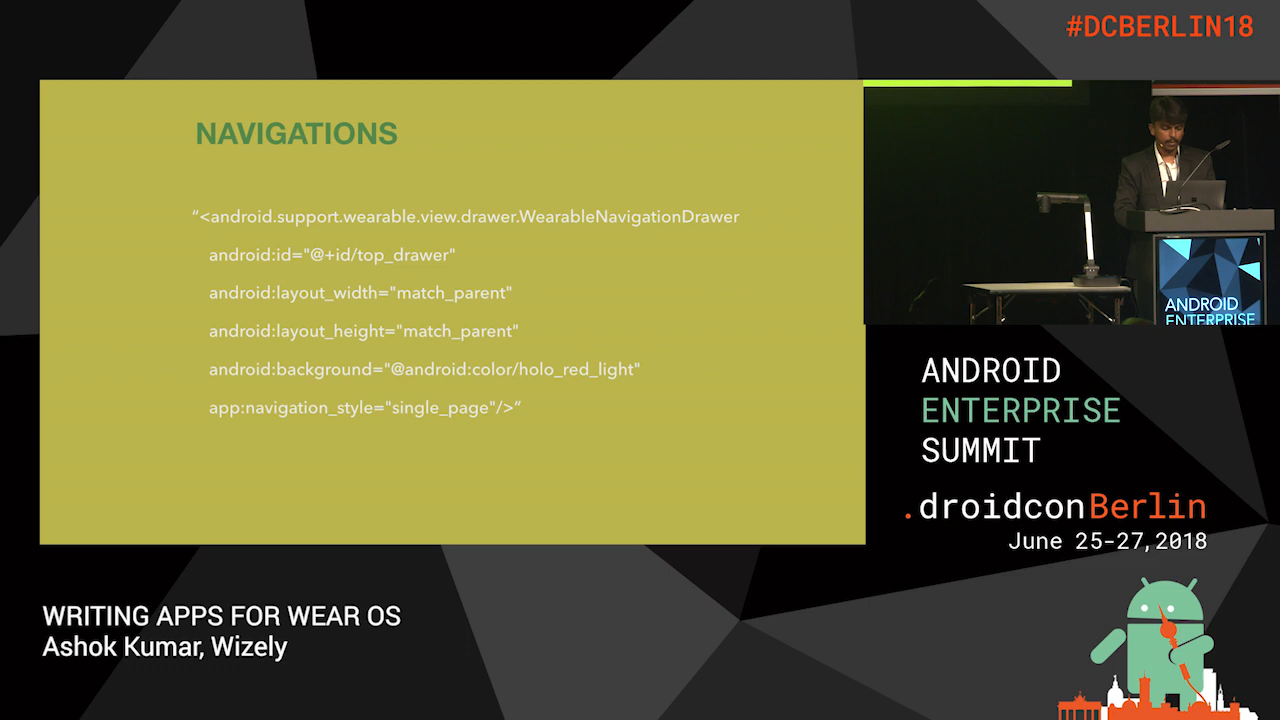 #DCBERLIN18
NAVIGATIONS
“<android.support.wearable.view.drawer.WearableNavigationDrawer
android:id="@+id/top_drawer"
android:layout_width="match_parent"
android:layout_height="match_parent"
android:background="@android:color/holo_red_light"
app:navigation_style="single_page"/>”
ANDROID
ENTERPRISE
ANDROID
ENTERPRISE
SUMMIT
.droidconBerlin
June 25-27,2018
WRITING APPS FOR WEAR OS
Ashok Kumar, Wizely